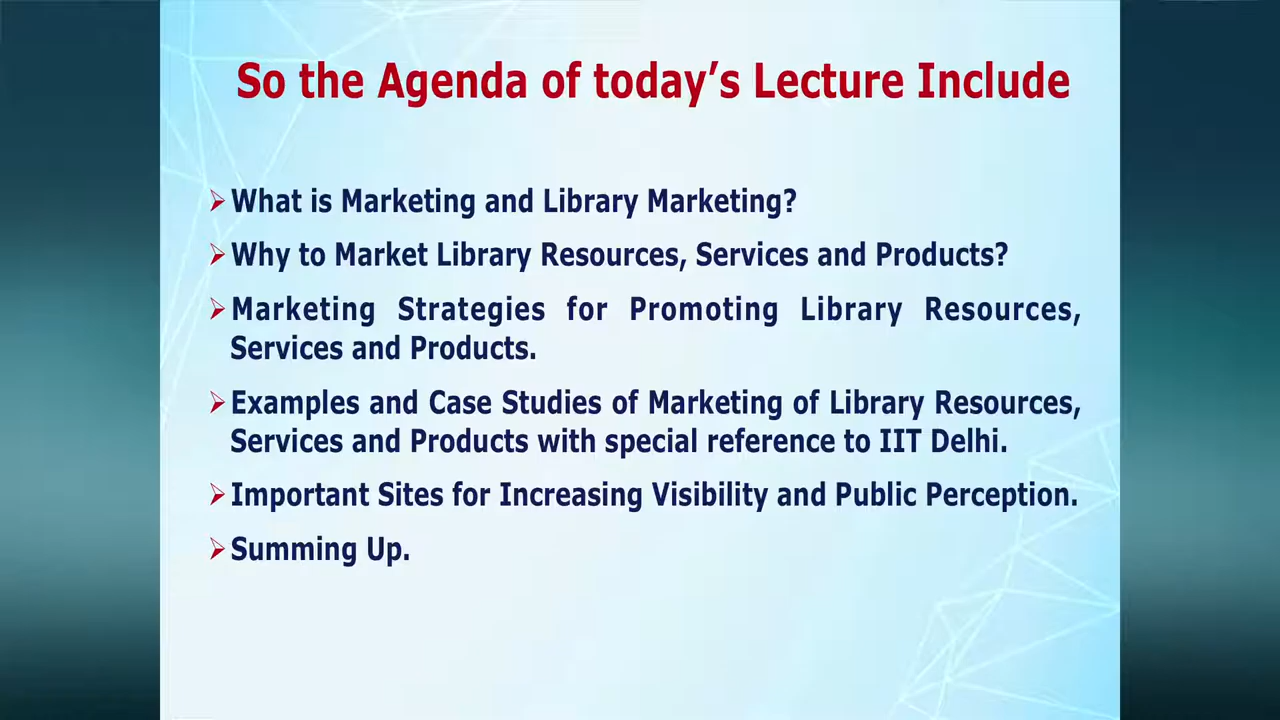 So the Agenda of today’s Lecture Include
What is Marketing and Library Marketing?
Why to Market Library Resources, Services and Products?
Marketing Strategies for Promoting Library Resources,
Services and Products.
Examples and Case Studies of Marketing of Library Resources,
Services and Products with special reference to IIT Delhi.
Important Sites for Increasing Visibility and Public Perception.
Summing Up.